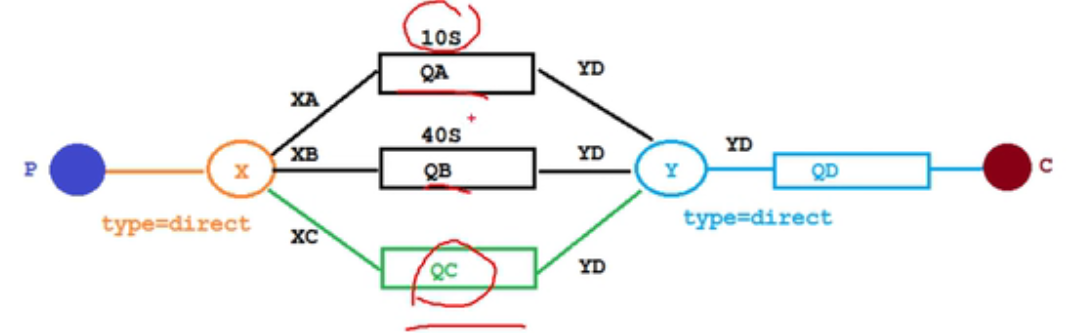 10S
QA
YD
XA
40S
YD
XB
YD
P
X
QB
Y
QD
C
type=direct
type=direct
XC
QC
YD